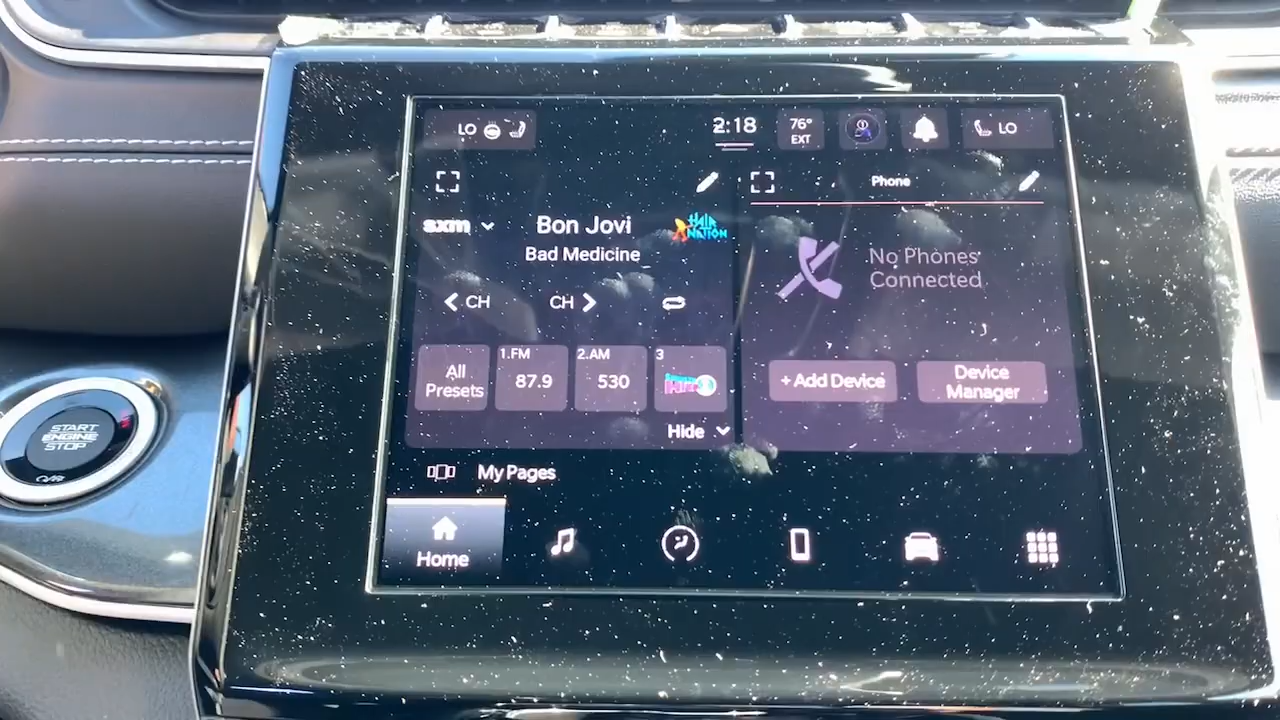 LO
2:18
76°
EXT
LO
Phone
sxm
Bon Jovi
HAIR
NATION
Bad Medicine
No Phones
Connected
CH
CH
All
Presets
1.FM
87.9
2.AM
530
3
+ Add Device
Device
Manager
Hide
My Pages
Home
START
ENGINE
STOP